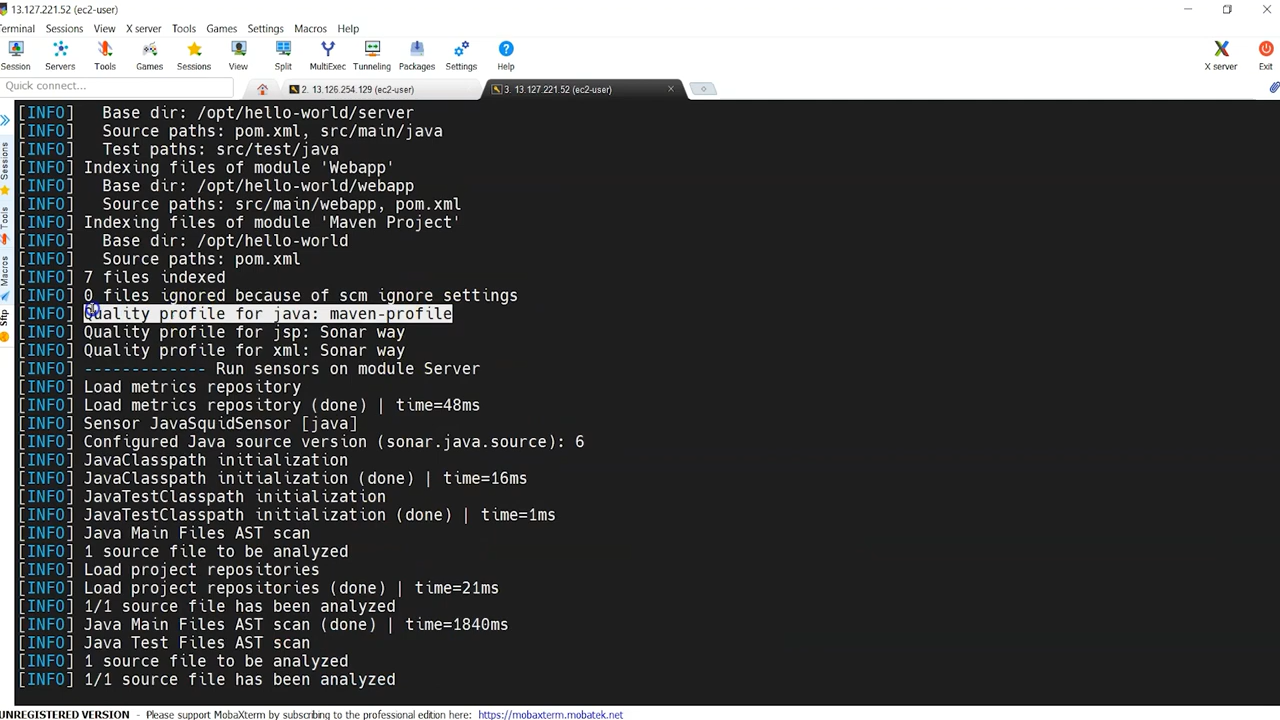 13.127.221.52 (ec2-user)
Terminal Sessions View X server Tools Games Settings Macros Help
Session Servers Tools Games Sessions View Split MultiExec Tunneling Packages Settings Help X server Exit
Quick connect... 2. 13.126.254.129 (ec2-user) 3. 13.127.221.52 (ec2-user)
Sessions
Tools
Macros
Sftp
[INFO]   Base dir: /opt/hello-world/server
[INFO]   Source paths: pom.xml, src/main/java
[INFO]   Test paths: src/test/java
[INFO] Indexing files of module 'Webapp'
[INFO]   Base dir: /opt/hello-world/webapp
[INFO]   Source paths: src/main/webapp, pom.xml
[INFO] Indexing files of module 'Maven Project'
[INFO]   Base dir: /opt/hello-world
[INFO]   Source paths: pom.xml
[INFO] 7 files indexed
[INFO] 0 files ignored because of scm ignore settings
[INFO] Quality profile for java: maven-profile
[INFO] Quality profile for jsp: Sonar way
[INFO] Quality profile for xml: Sonar way
[INFO] ------------- Run sensors on module Server
[INFO] Load metrics repository
[INFO] Load metrics repository (done) | time=48ms
[INFO] Sensor JavaSquidSensor [java]
[INFO] Configured Java source version (sonar.java.source): 6
[INFO] JavaClasspath initialization
[INFO] JavaClasspath initialization (done) | time=16ms
[INFO] JavaTestClasspath initialization
[INFO] JavaTestClasspath initialization (done) | time=1ms
[INFO] Java Main Files AST scan
[INFO] 1 source file to be analyzed
[INFO] Load project repositories
[INFO] Load project repositories (done) | time=21ms
[INFO] 1/1 source file has been analyzed
[INFO] Java Main Files AST scan (done) | time=1840ms
[INFO] Java Test Files AST scan
[INFO] 1 source file to be analyzed
[INFO] 1/1 source file has been analyzed
UNREGISTERED VERSION - Please support MobaXterm by subscribing to the professional edition here: https://mobaxterm.mobatek.net